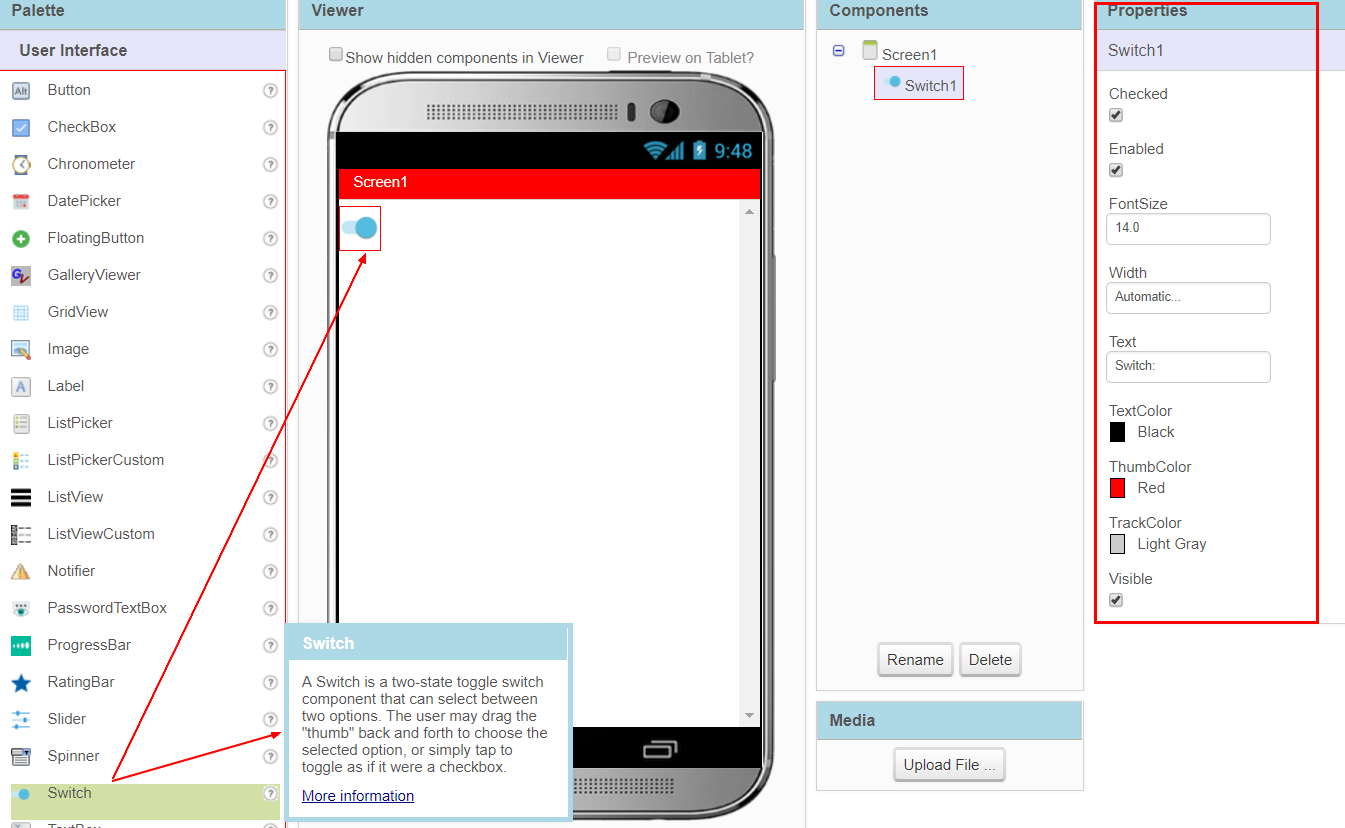 Palette
User Interface
Button
CheckBox
Chronometer
DatePicker
FloatingButton
GalleryViewer
GridView
Image
Label
ListPicker
ListPickerCustom
ListView
ListViewCustom
Notifier
PasswordTextBox
ProgressBar
RatingBar
Slider
Spinner
Switch
TextBox
Viewer
Show hidden components in Viewer
Preview on Tablet?
9:48
Screen1
Switch
A Switch is a two-state toggle switch
component that can select between
two options. The user may drag the
"thumb" back and forth to choose the
selected option, or simply tap to
toggle as if it were a checkbox.
More information
Components
Screen1
Switch1
Rename
Delete
Media
Upload File ...
Properties
Switch1
Checked
Enabled
FontSize
14.0
Width
Automatic...
Text
Switch:
TextColor
Black
ThumbColor
Red
TrackColor
Light Gray
Visible